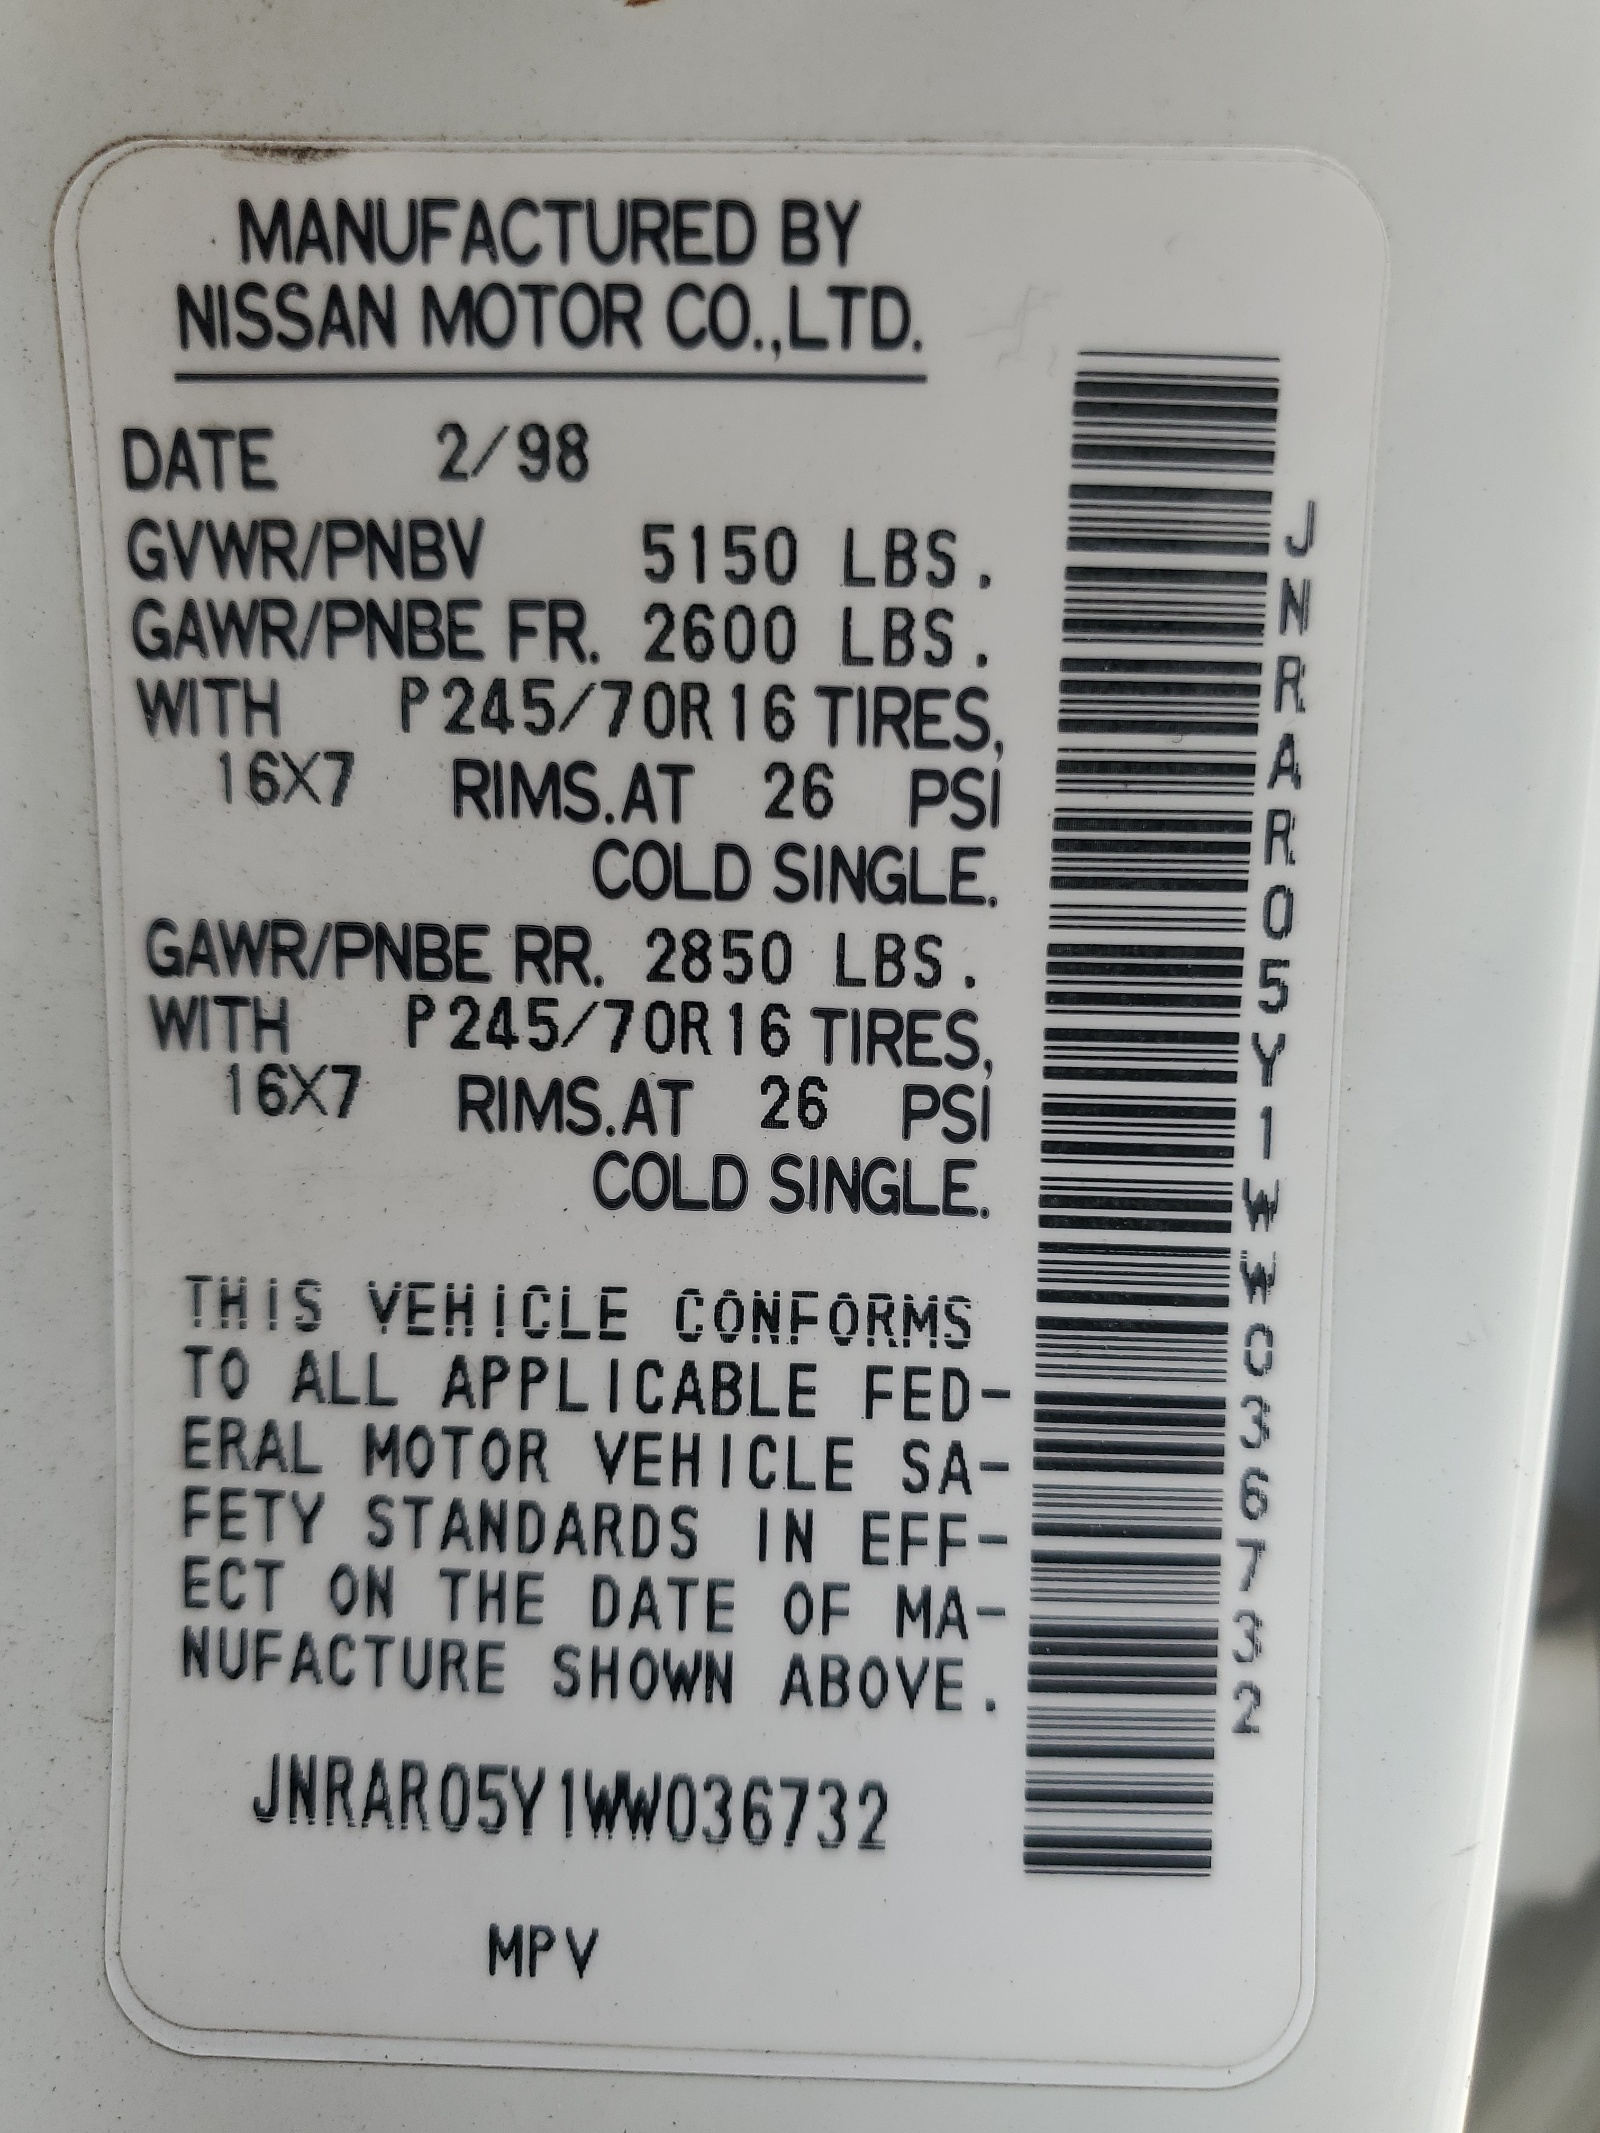 MANUFACTURED BY
NISSAN MOTOR CO.,LTD.
DATE 2/98
GVWR/PNBV 5150 LBS.
GAWR/PNBE FR. 2600 LBS.
WITH P245/70R16 TIRES,
16X7 RIMS.AT 26 PSI
COLD SINGLE.
GAWR/PNBE RR. 2850 LBS.
WITH P245/70R16 TIRES,
16X7 RIMS.AT 26 PSI
COLD SINGLE.
THIS VEHICLE CONFORMS
TO ALL APPLICABLE FED-
ERAL MOTOR VEHICLE SA-
FETY STANDARDS IN EFF-
ECT ON THE DATE OF MA-
NUFACTURE SHOWN ABOVE.
JNRAR05Y1WW036732
MPV
JNRAR05Y1WW036732